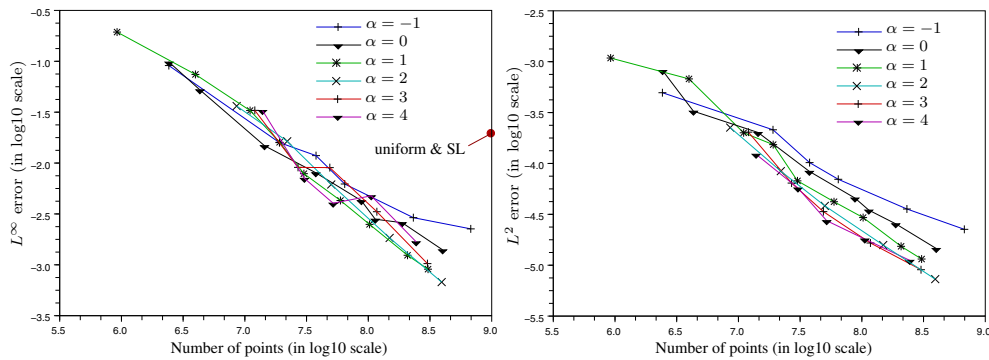 −0.5
−1.0
−1.5
−2.0
−2.5
−3.0
−3.5
L∞ error (in log10 scale)
5.5 6.0 6.5 7.0 7.5 8.0 8.5 9.0
Number of points (in log10 scale)
α = −1
α = 0
α = 1
α = 2
α = 3
α = 4
uniform & SL
−2.5
−3.0
−3.5
−4.0
−4.5
−5.0
−5.5
L² error (in log10 scale)
5.5 6.0 6.5 7.0 7.5 8.0 8.5 9.0
Number of points (in log10 scale)
α = −1
α = 0
α = 1
α = 2
α = 3
α = 4